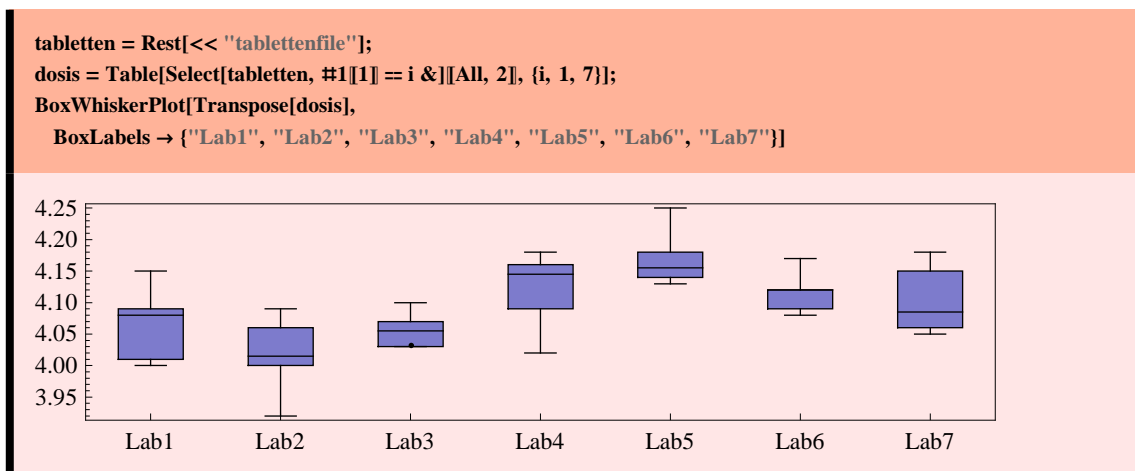 tabletten = Rest[<< "tablettenfile"];
dosis = Table[Select[tabletten, #1⟦1⟧ == i &]⟦All, 2⟧, {i, 1, 7}];
BoxWhiskerPlot[Transpose[dosis],
BoxLabels → {"Lab1", "Lab2", "Lab3", "Lab4", "Lab5", "Lab6", "Lab7"}]
4.25
4.20
4.15
4.10
4.05
4.00
3.95
Lab1 Lab2 Lab3 Lab4 Lab5 Lab6 Lab7